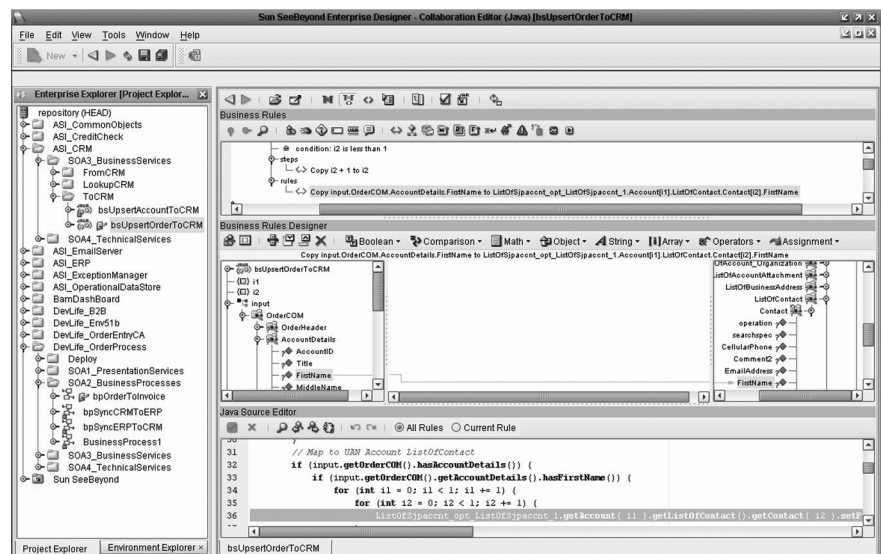 Sun SeeBeyond Enterprise Designer - Collaboration Editor (Java) [bsUpsertOrderToCRM]
File Edit View Tools Window Help
New
Enterprise Explorer [Project Explor...
repository (HEAD)
ASI_CommonObjects
ASI_CreditCheck
ASI_CRM
SOA3_BusinessServices
FromCRM
LookupCRM
ToCRM
bsUpsertAccountToCRM
bsUpsertOrderToCRM
SOA4_TechnicalServices
ASI_EmailServer
ASI_ERP
ASI_ExceptionManager
ASI_OperationalDataStore
BamDashBoard
DevLife_B2B
DevLife_Env51b
DevLife_OrderEntryCA
DevLife_OrderProcess
Deploy
SOA1_PresentationServices
SOA2_BusinessProcesses
bpOrderToInvoice
bpSyncCRMToERP
bpSyncERPToCRM
BusinessProcess1
SOA3_BusinessServices
SOA4_TechnicalServices
Sun SeeBeyond
Project Explorer Environment Explorer ×
Business Rules
condition: i2 is less than 1
steps
Copy i2 + 1 to i2
rules
Copy input.OrderCOM.AccountDetails.FirstName to ListOfSjpaccnt_opt_ListOfSjpaccnt_1.Account[i1].ListOfContact.Contact[i2].FirstName
Business Rules Designer
Boolean Comparison Math Object String Array Operators Assignment
Copy input.OrderCOM.AccountDetails.FirstName to ListOfSjpaccnt_opt_ListOfSjpaccnt_1.Account[i1].ListOfContact.Contact[i2].FirstName
bsUpsertOrderToCRM
i1
i2
input
OrderCOM
OrderHeader
AccountDetails
AccountID
Title
FirstName
MiddleName
OfAccount_Organization
istOfAccountAttachment
ListOfBusinessAddress
ListOfContact
Contact
operation
searchspec
CellularPhone
Comment2
EmailAddress
FirstName
Java Source Editor
All Rules Current Rule
30 }
31 // Map to UAN Account ListOfContact
32 if (input.getOrderCOM().hasAccountDetails()) {
33 if (input.getOrderCOM().getAccountDetails().hasFirstName()) {
34 for (int i1 = 0; i1 < 1; i1 += 1) {
35 for (int i2 = 0; i2 < 1; i2 += 1) {
36 ListOfSjpaccnt_opt_ListOfSjpaccnt_1.getAccount( i1 ).getListOfContact().getContact( i2 ).setF
bsUpsertOrderToCRM